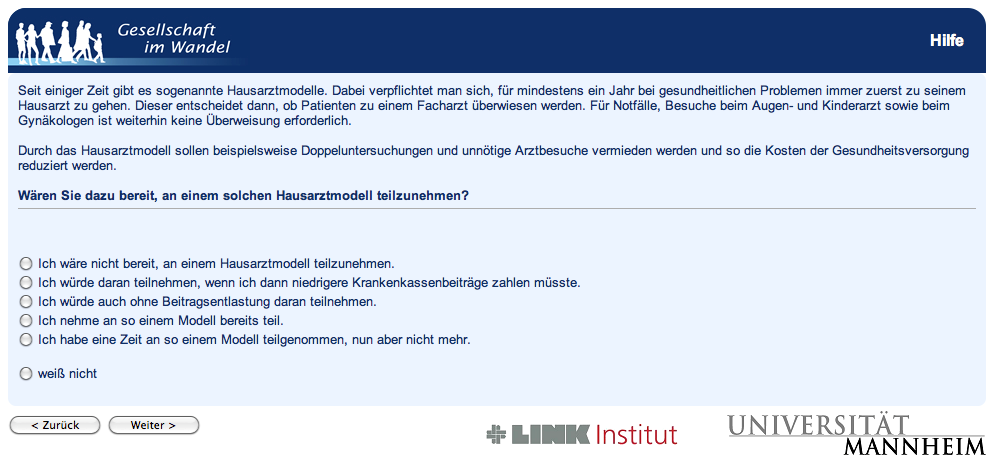 Gesellschaft
im Wandel
Hilfe
Seit einiger Zeit gibt es sogenannte Hausarztmodelle. Dabei verpflichtet man sich, für mindestens ein Jahr bei gesundheitlichen Problemen immer zuerst zu seinem
Hausarzt zu gehen. Dieser entscheidet dann, ob Patienten zu einem Facharzt überwiesen werden. Für Notfälle, Besuche beim Augen- und Kinderarzt sowie beim
Gynäkologen ist weiterhin keine Überweisung erforderlich.
Durch das Hausarztmodell sollen beispielsweise Doppeluntersuchungen und unnötige Arztbesuche vermieden werden und so die Kosten der Gesundheitsversorgung
reduziert werden.
Wären Sie dazu bereit, an einem solchen Hausarztmodell teilzunehmen?
Ich wäre nicht bereit, an einem Hausarztmodell teilzunehmen.
Ich würde daran teilnehmen, wenn ich dann niedrigere Krankenkassenbeiträge zahlen müsste.
Ich würde auch ohne Beitragsentlastung daran teilnehmen.
Ich nehme an so einem Modell bereits teil.
Ich habe eine Zeit an so einem Modell teilgenommen, nun aber nicht mehr.
weiß nicht
< Zurück
Weiter >
LINK Institut
UNIVERSITÄT
MANNHEIM